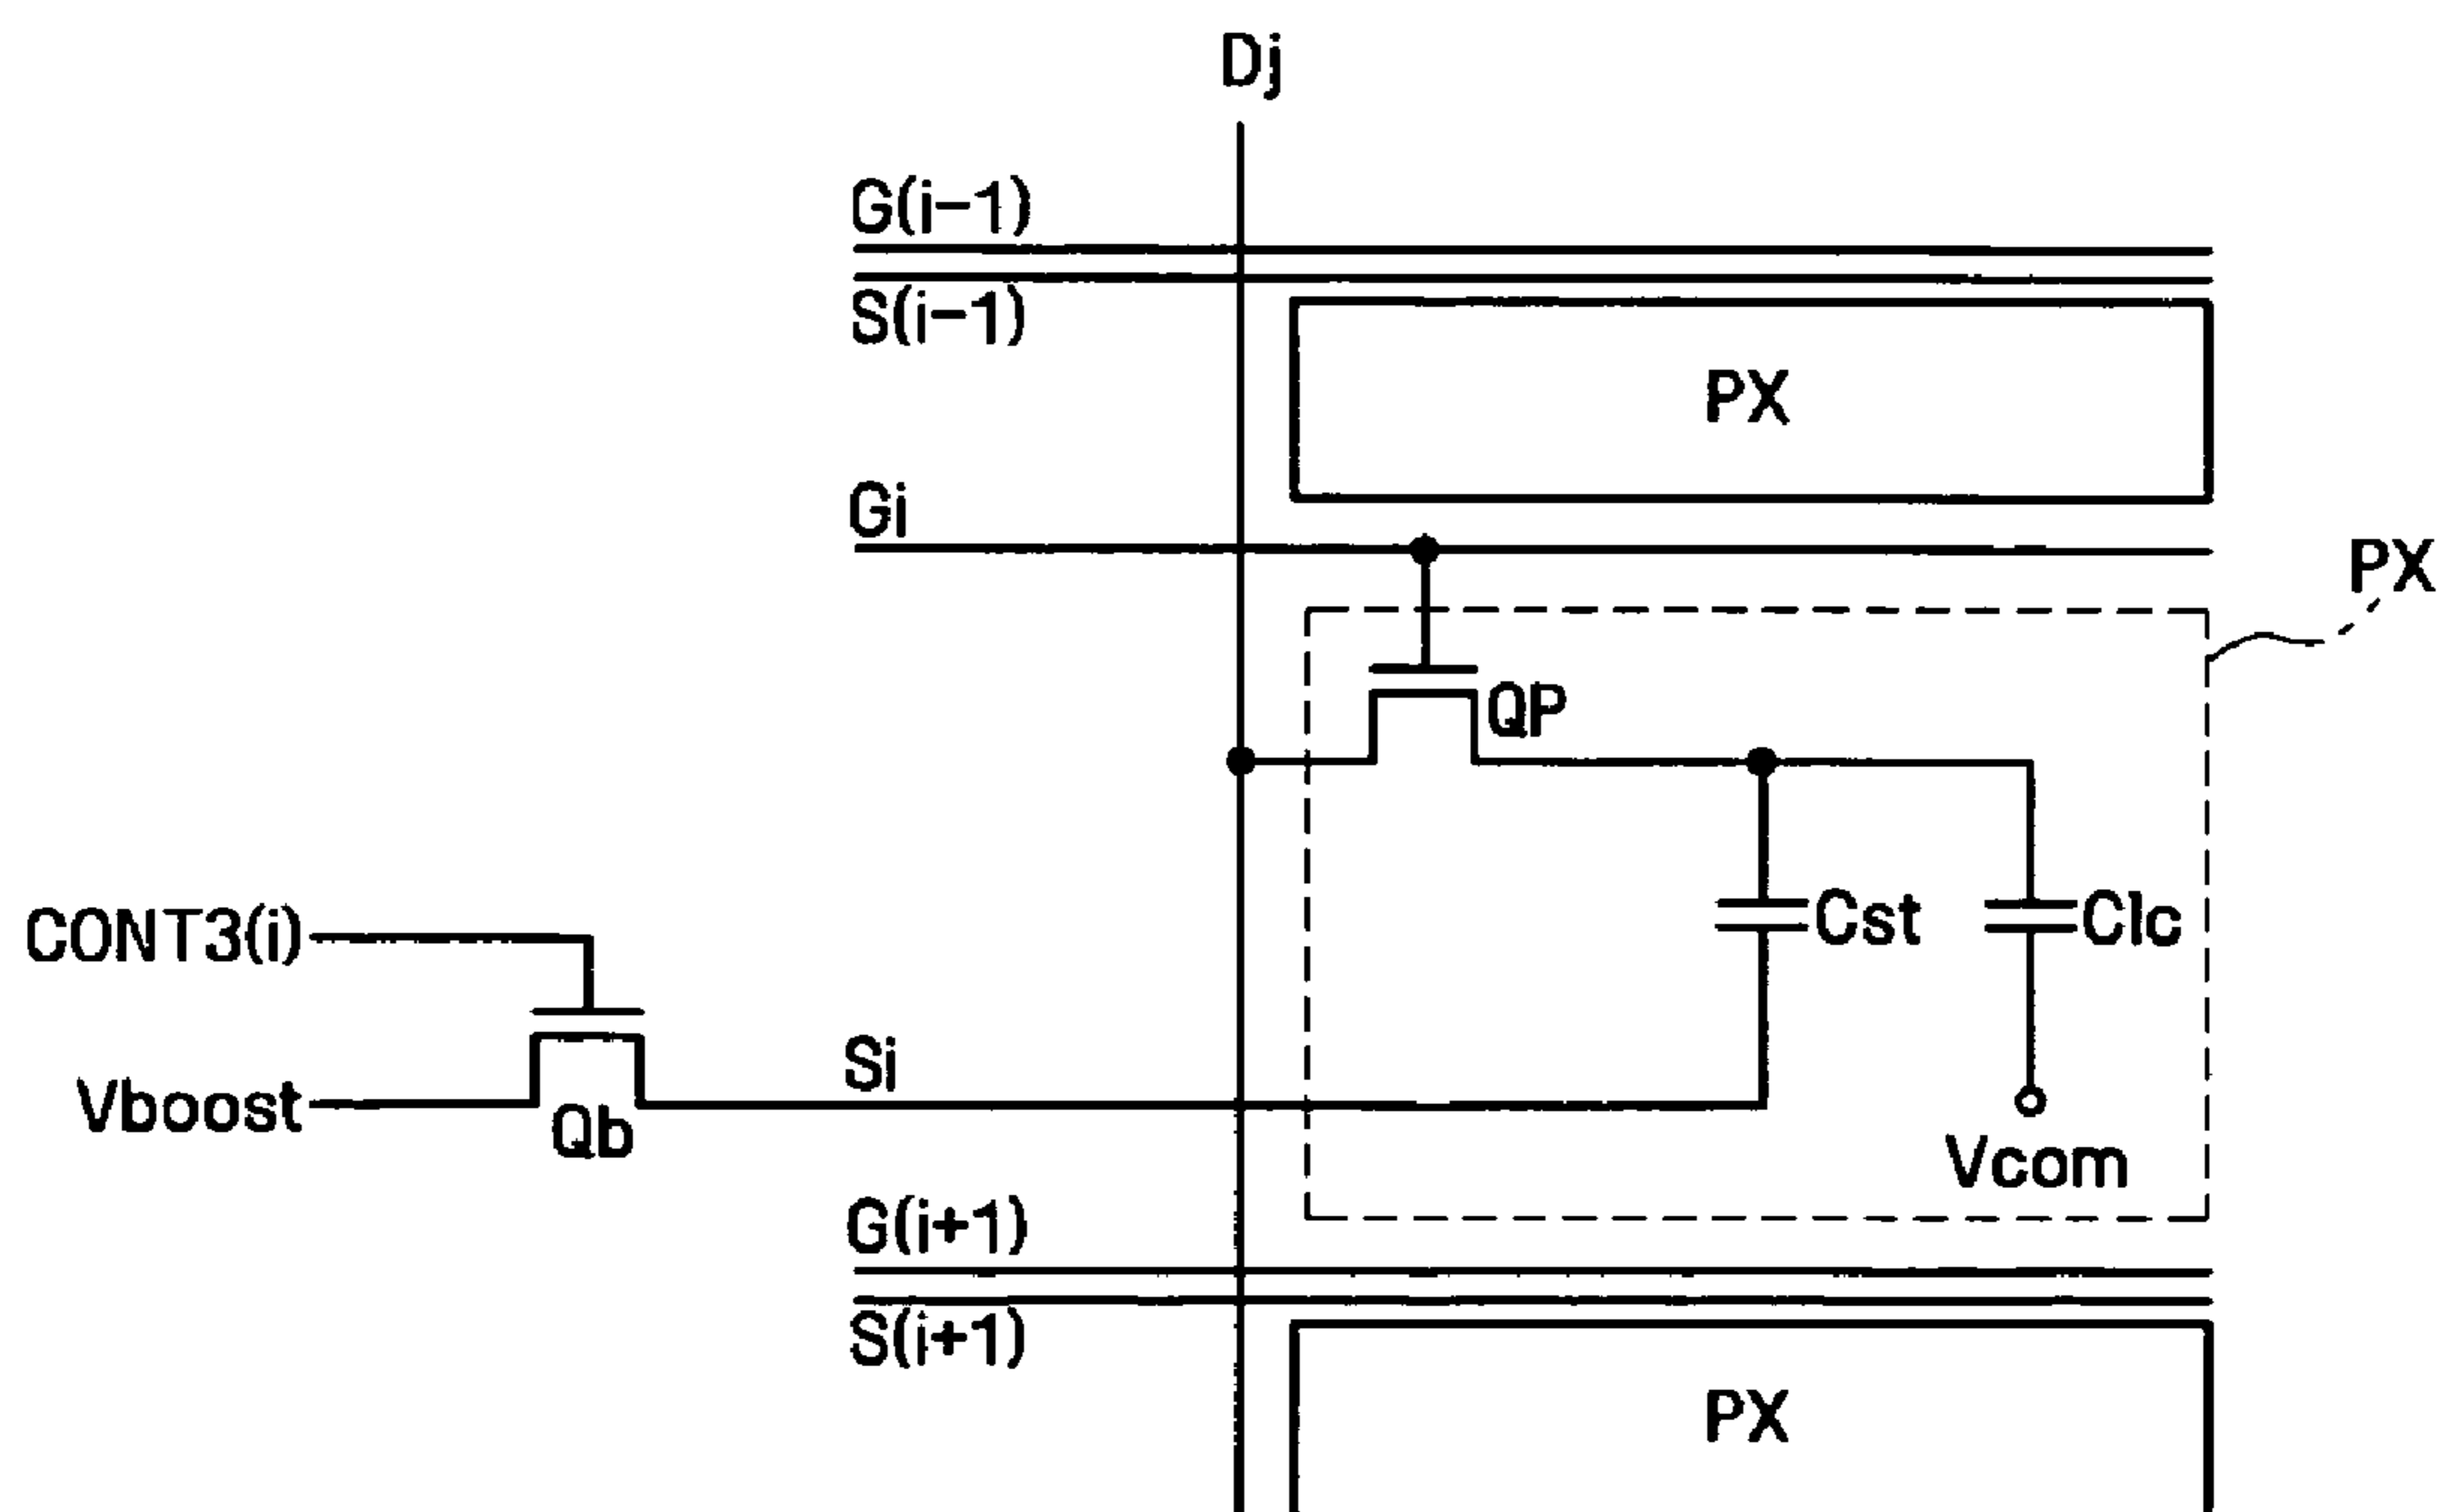 Dj
G(i-1)
S(i-1)
PX
Gi
PX
QP
CONT3(i)
Cst
Clc
Si
Vboost
Qb
Vcom
G(i+1)
S(i+1)
PX